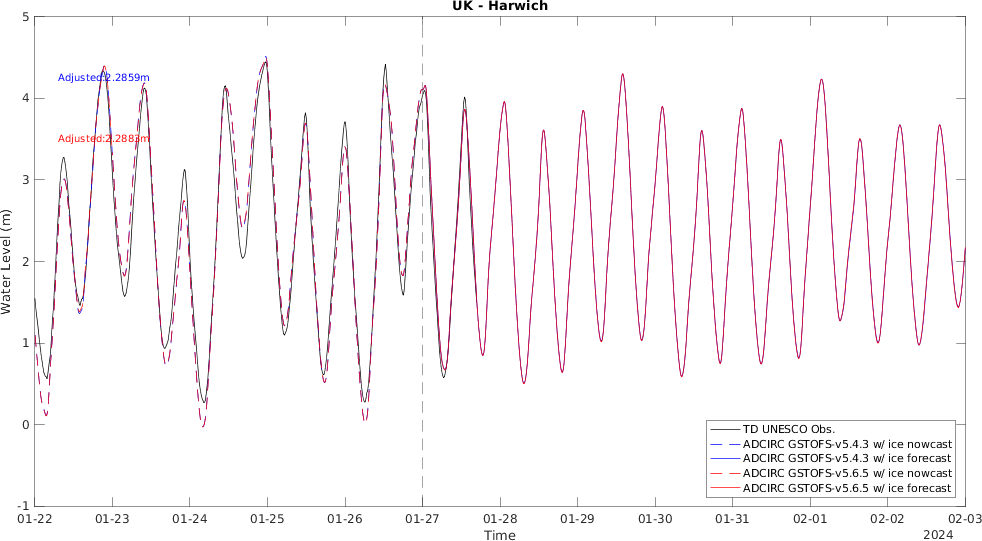 UK - Harwich
5
4
3
2
1
0
-1
Water Level (m)
Adjusted:2.2859m
Adjusted:2.2883m
TD UNESCO Obs.
ADCIRC GSTOFS-v5.4.3 w/ ice nowcast
ADCIRC GSTOFS-v5.4.3 w/ ice forecast
ADCIRC GSTOFS-v5.6.5 w/ ice nowcast
ADCIRC GSTOFS-v5.6.5 w/ ice forecast
01-22 01-23 01-24 01-25 01-26 01-27 01-28 01-29 01-30 01-31 02-01 02-02 02-03
Time
2024